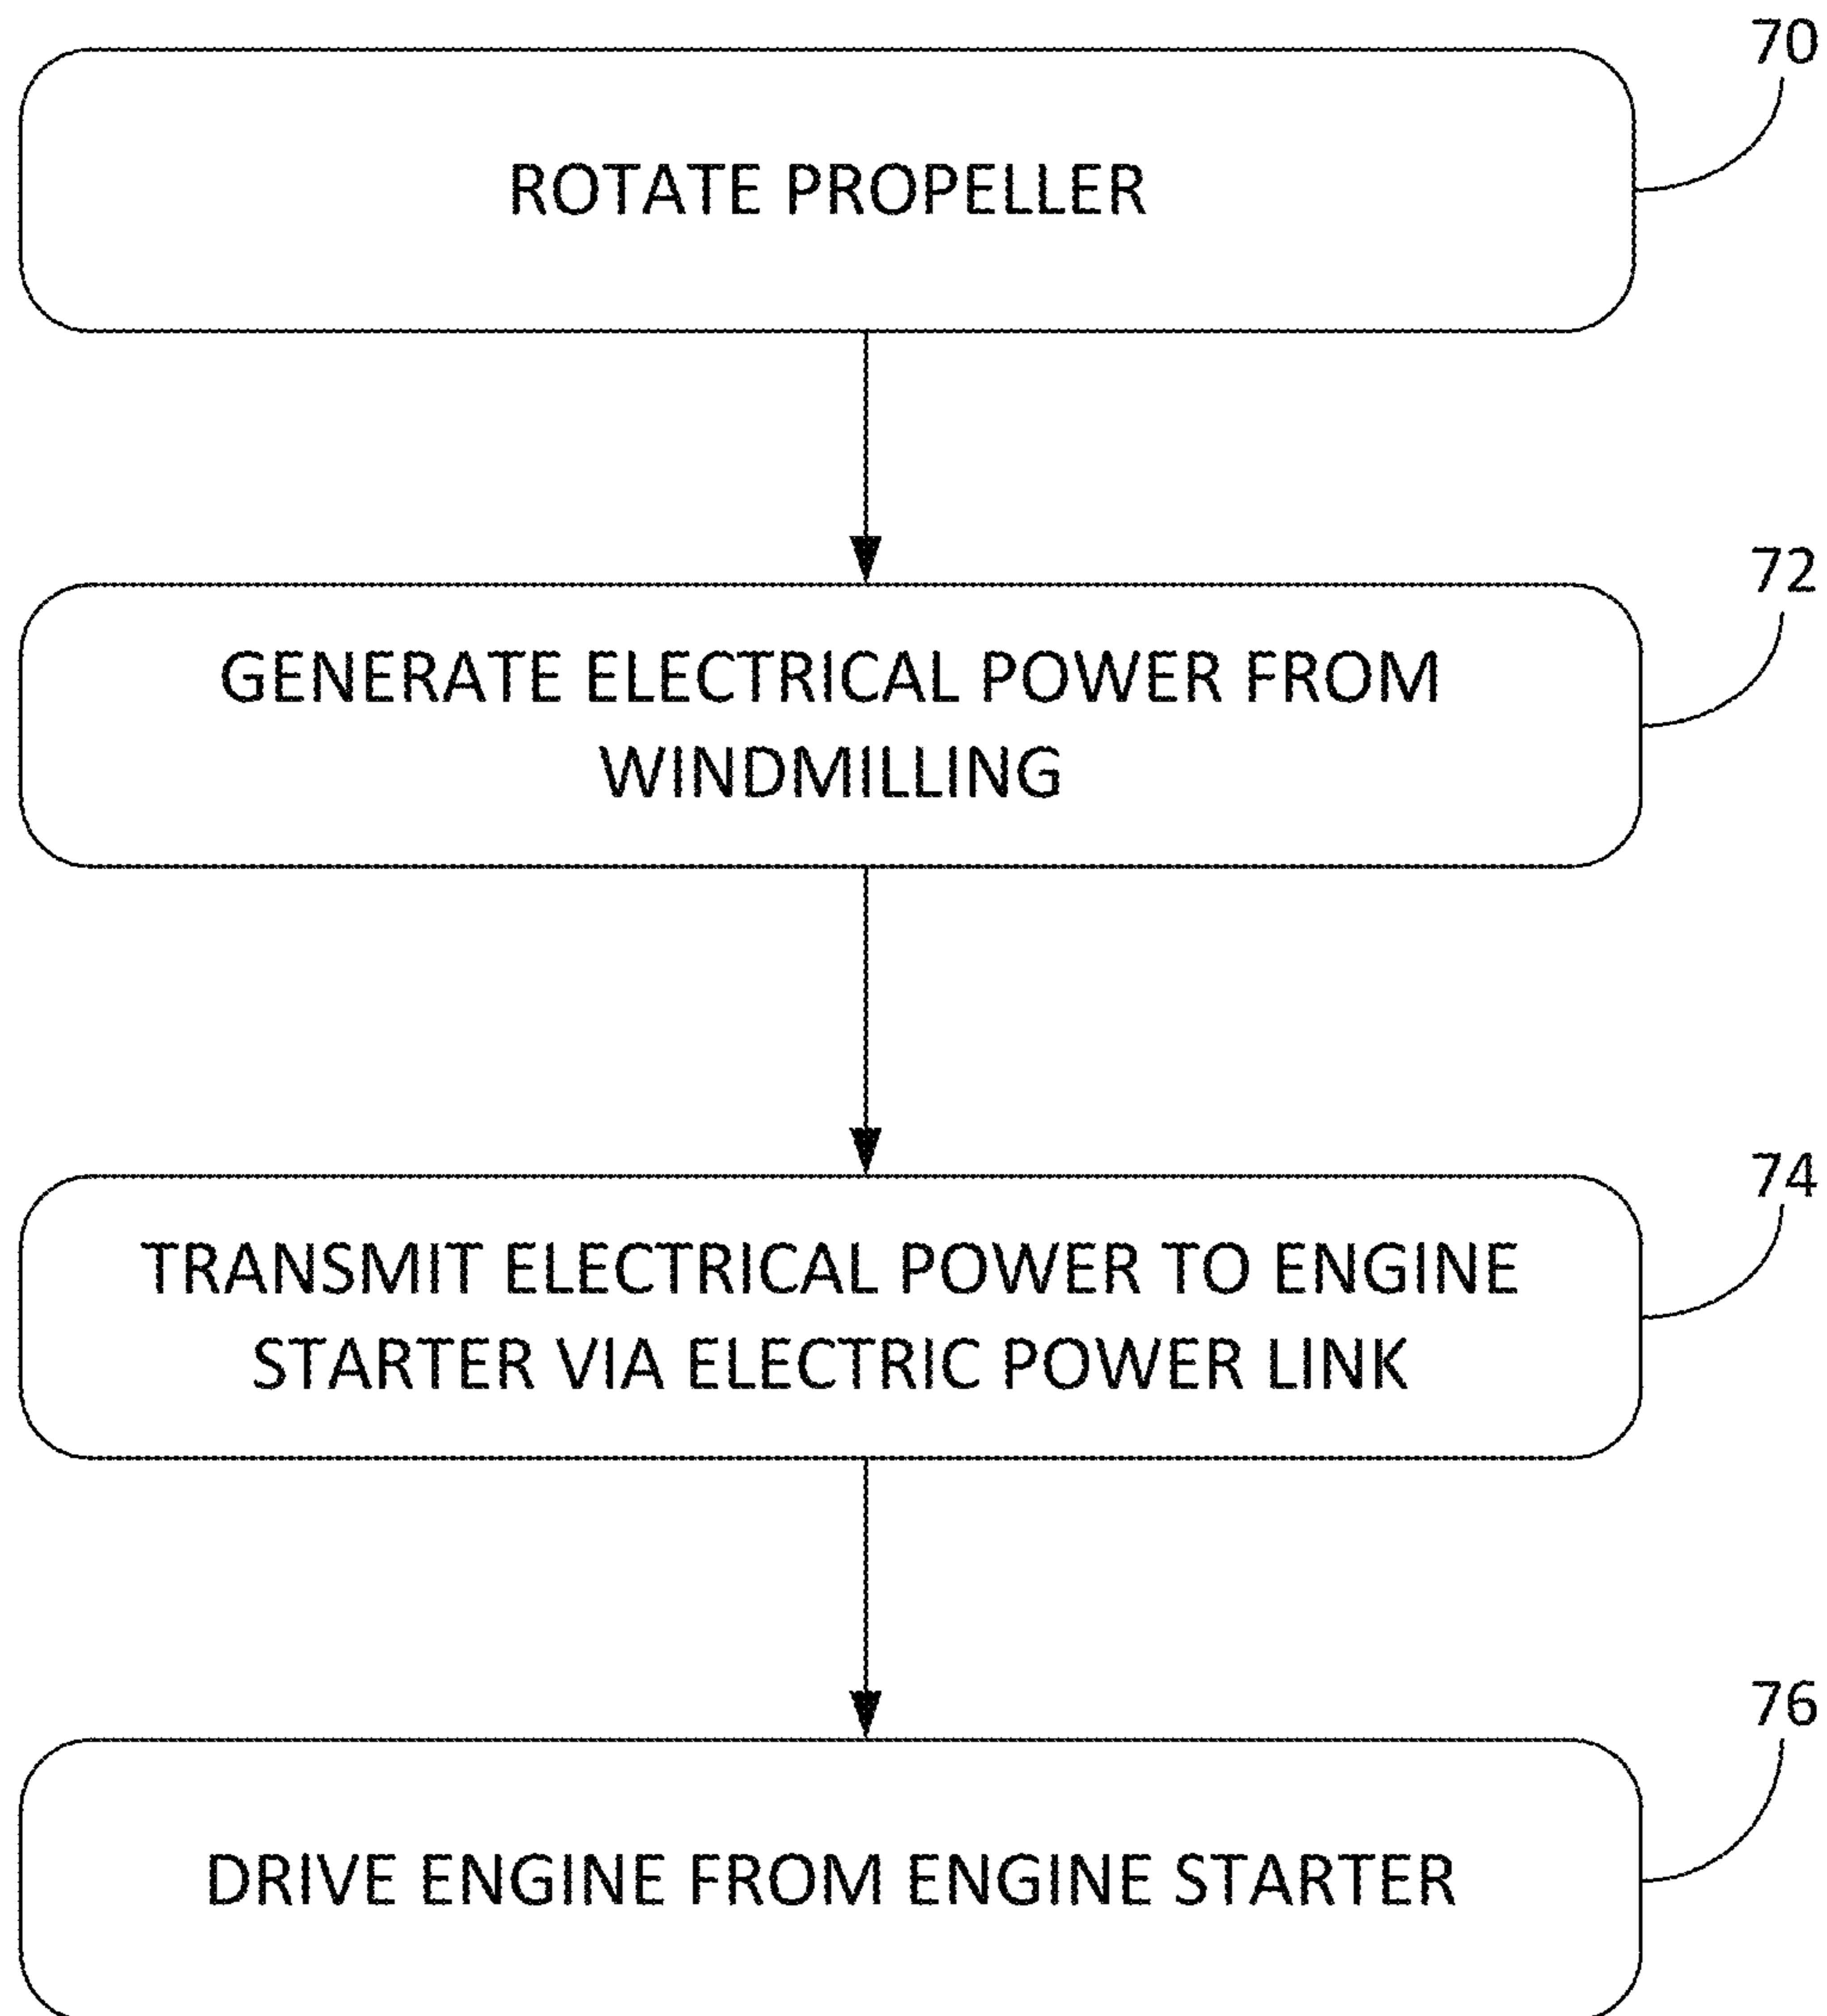 70
ROTATE PROPELLER
72
GENERATE ELECTRICAL POWER FROM
WINDMILLING
74
TRANSMIT ELECTRICAL POWER TO ENGINE
STARTER VIA ELECTRIC POWER LINK
76
DRIVE ENGINE FROM ENGINE STARTER